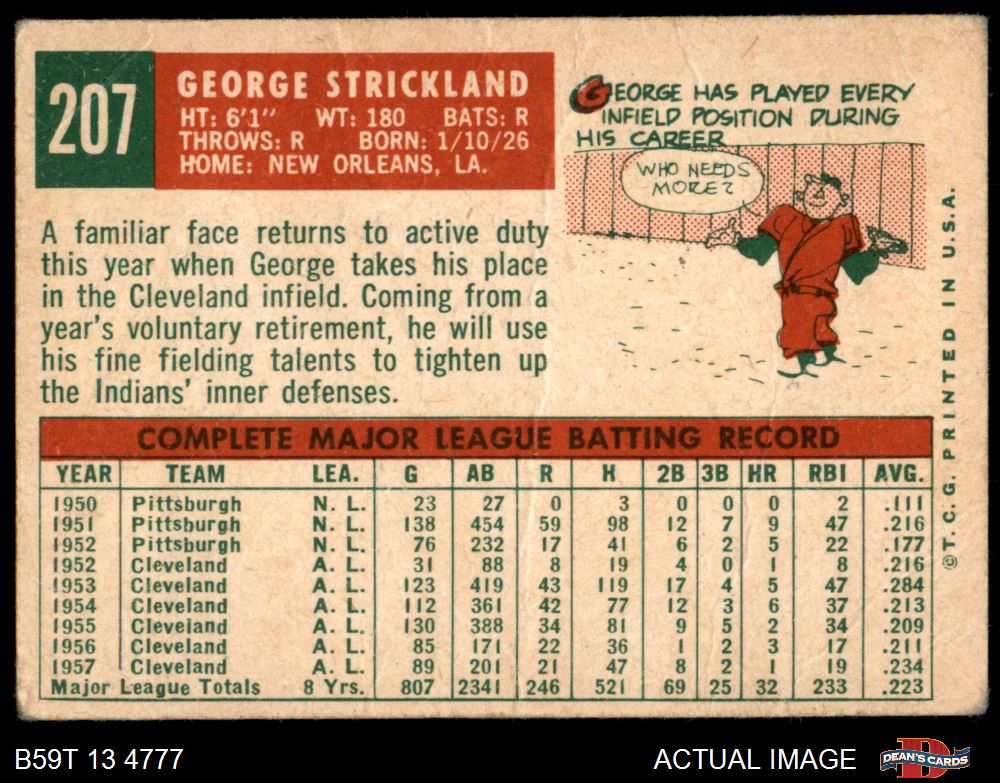 207
GEORGE STRICKLAND
HT: 6'1" WT: 180 BATS: R
THROWS: R BORN: 1/10/26
HOME: NEW ORLEANS, LA.
GEORGE HAS PLAYED EVERY
INFIELD POSITION DURING
HIS CAREER
WHO NEEDS
MORE?
A familiar face returns to active duty
this year when George takes his place
in the Cleveland infield. Coming from a
year's voluntary retirement, he will use
his fine fielding talents to tighten up
the Indians' inner defenses.
COMPLETE MAJOR LEAGUE BATTING RECORD
YEAR TEAM LEA. G AB R H 2B 3B HR RBI AVG.
1950 Pittsburgh N. L. 23 27 0 3 0 0 0 2 .111
1951 Pittsburgh N. L. 138 454 59 98 12 7 9 47 .216
1952 Pittsburgh N. L. 76 232 17 41 6 2 5 22 .177
1952 Cleveland A. L. 31 88 8 19 4 0 1 8 .216
1953 Cleveland A. L. 123 419 43 119 17 4 5 47 .284
1954 Cleveland A. L. 112 361 42 77 12 3 6 37 .213
1955 Cleveland A. L. 130 388 34 81 9 5 2 34 .209
1956 Cleveland A. L. 85 171 22 36 1 2 3 17 .211
1957 Cleveland A. L. 89 201 21 47 8 2 1 19 .234
Major League Totals 8 Yrs. 807 2341 246 521 69 25 32 233 .223
© T. C. G. PRINTED IN U.S.A.
B59T 13 4777
ACTUAL IMAGE
D
DEAN'S CARDS